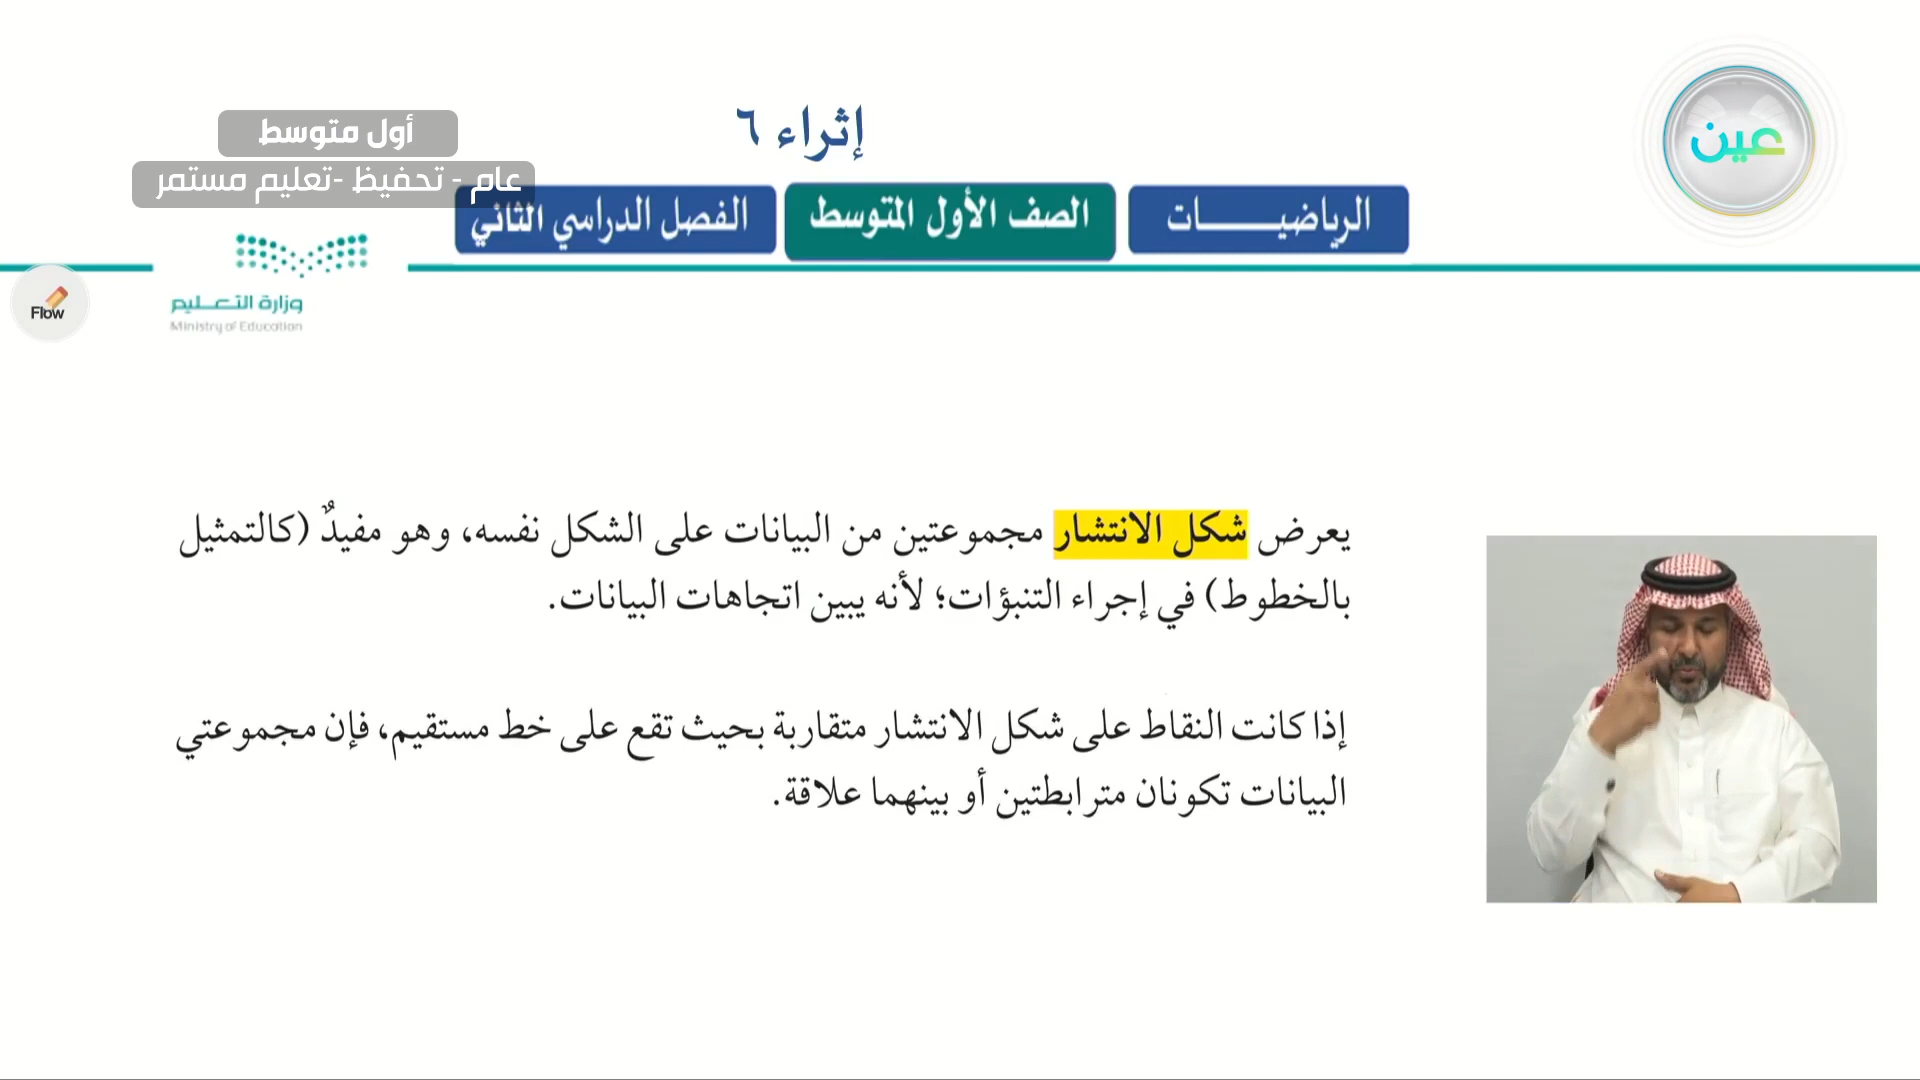 عين
إثراء ٦
أول متوسط
عام - تحفيظ -تعليم مستمر
الرياضيـــــات
الصف الأول المتوسط
الفصل الدراسي الثاني
Flow
وزارة التعـــليم
Ministry of Education
يعرض شكل الانتشار مجموعتين من البيانات على الشكل نفسه، وهو مفيدٌ (كالتمثيل
بالخطوط) في إجراء التنبؤات؛ لأنه يبين اتجاهات البيانات.
إذا كانت النقاط على شكل الانتشار متقاربة بحيث تقع على خط مستقيم، فإن مجموعتي
البيانات تكونان مترابطتين أو بينهما علاقة.